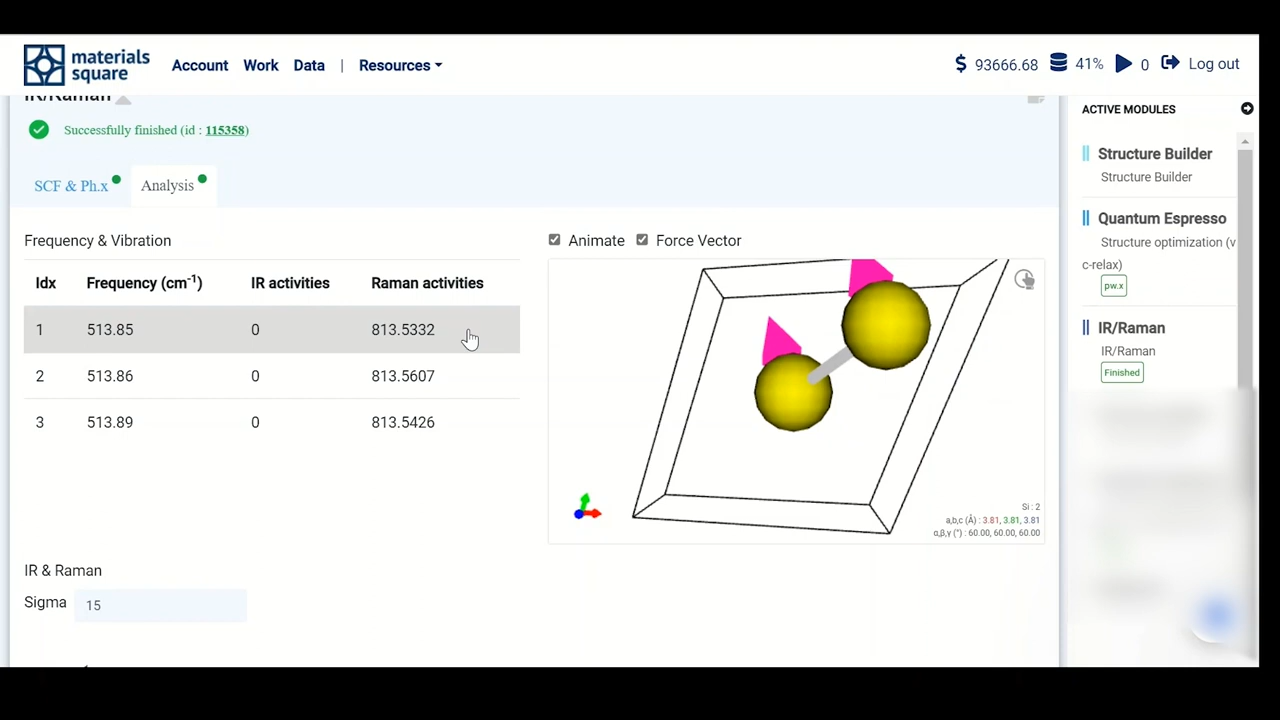 materials
square
Account Work Data | Resources
$ 93666.68 41% 0 Log out
IR/Raman
Successfully finished (id : 115358)
SCF & Ph.x Analysis
Frequency & Vibration
Idx Frequency (cm-1) IR activities Raman activities
1 513.85 0 813.5332
2 513.86 0 813.5607
3 513.89 0 813.5426
Animate Force Vector
Si : 2
a,b,c (Å) : 3.81, 3.81, 3.81
α,β,γ (°) : 60.00, 60.00, 60.00
IR & Raman
Sigma 15
ACTIVE MODULES
Structure Builder
Structure Builder
Quantum Espresso
Structure optimization (v
c-relax)
pw.x
IR/Raman
IR/Raman
Finished